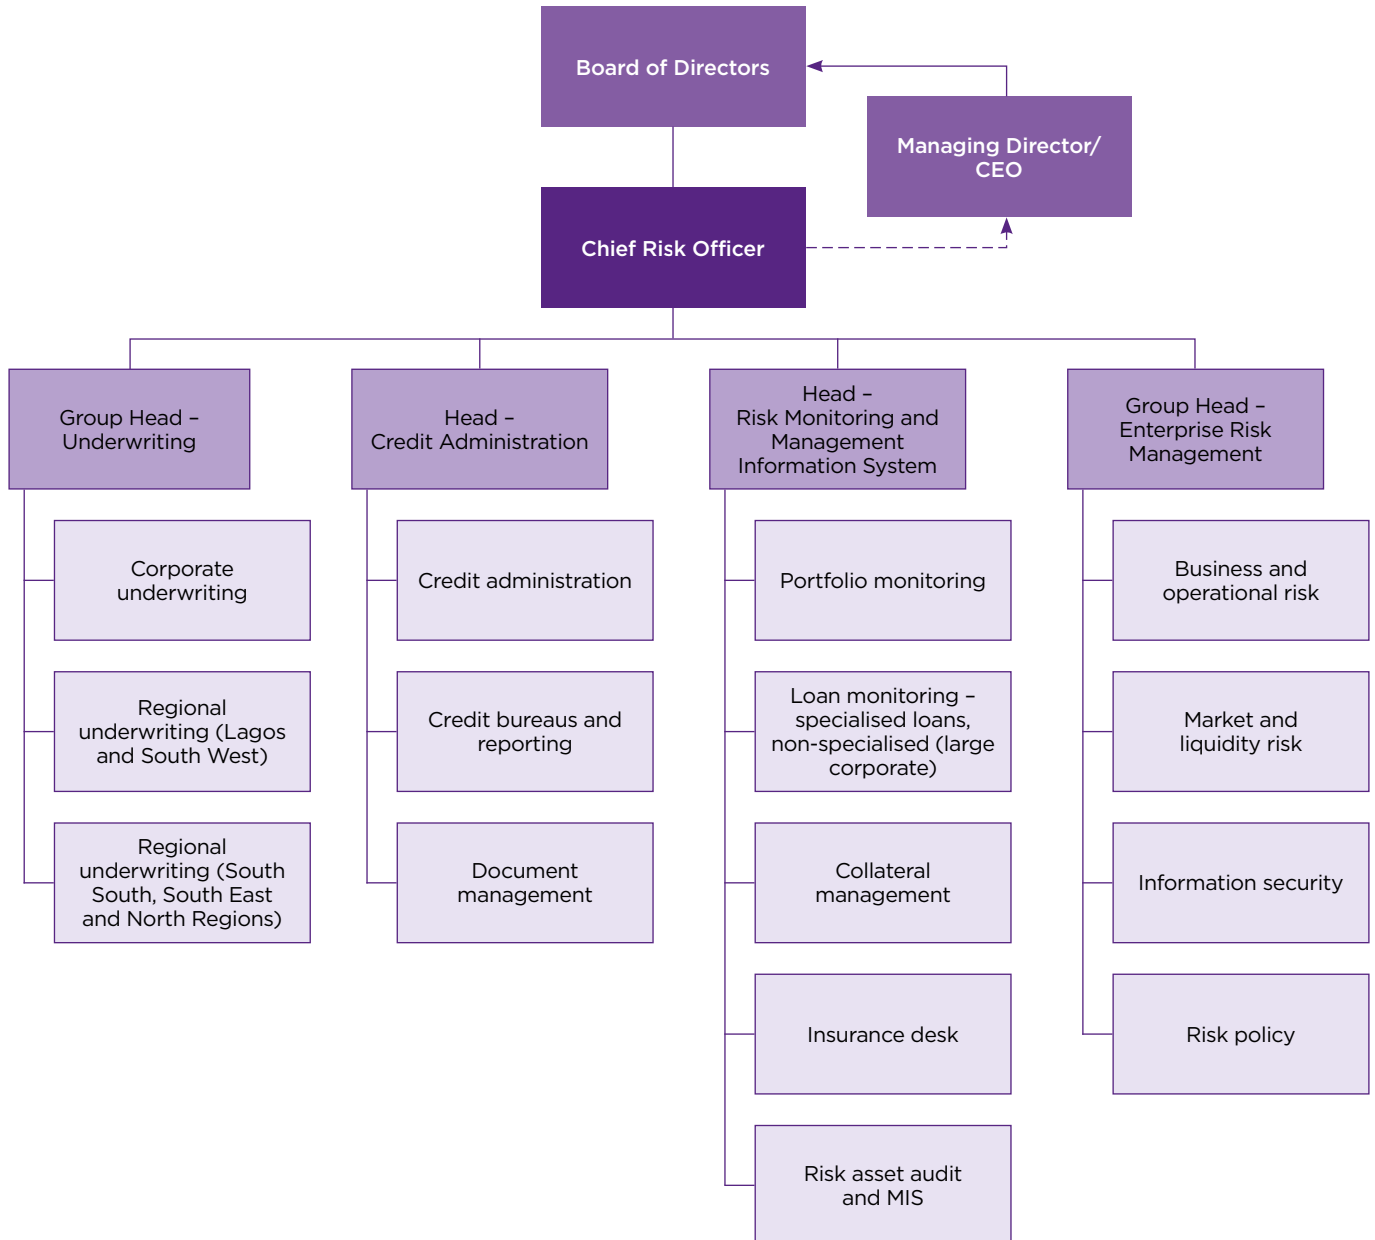 Board of Directors
Managing Director/
CEO
Chief Risk Officer
Group Head –
Underwriting
Corporate
underwriting
Regional
underwriting (Lagos
and South West)
Regional
underwriting (South
South, South East
and North Regions)
Head –
Credit Administration
Credit administration
Credit bureaus and
reporting
Document
management
Head –
Risk Monitoring and
Management
Information System
Portfolio monitoring
Loan monitoring –
specialised loans,
non-specialised (large
corporate)
Collateral
management
Insurance desk
Risk asset audit
and MIS
Group Head –
Enterprise Risk
Management
Business and
operational risk
Market and
liquidity risk
Information security
Risk policy